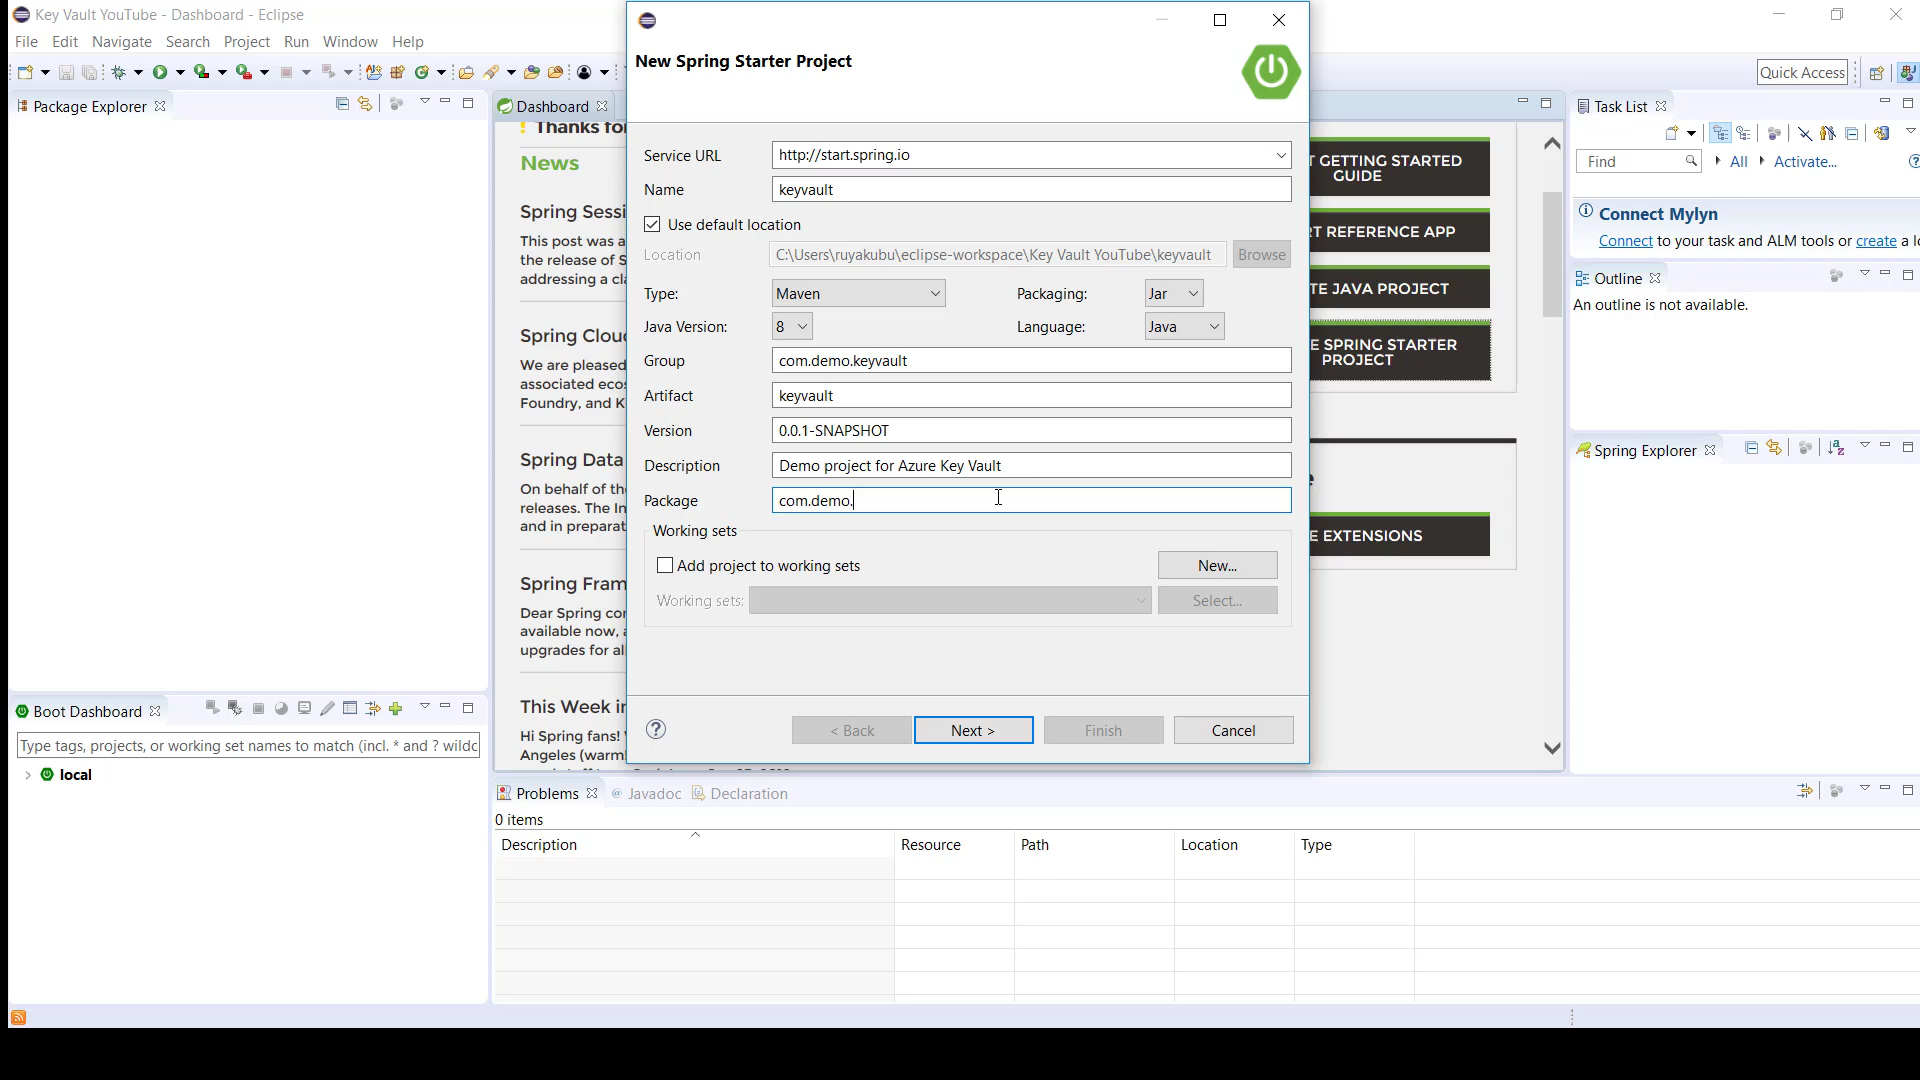 Key Vault YouTube - Dashboard - Eclipse
File Edit Navigate Search Project Run Window Help
Quick Access
Package Explorer
Dashboard
! Thanks for
News
Spring Sessi
This post was a
the release of S
addressing a cla
Spring Cloud
We are pleased
associated ecos
Foundry, and K
Spring Data
On behalf of the
releases. The In
and in preparat
Spring Fram
Dear Spring con
available now, a
upgrades for al
This Week in
Hi Spring fans!
Angeles (warm
New Spring Starter Project
Service URL http://start.spring.io
Name keyvault
Use default location
Location C:\Users\ruyakubu\eclipse-workspace\Key Vault YouTube\keyvault Browse
Type: Maven Packaging: Jar
Java Version: 8 Language: Java
Group com.demo.keyvault
Artifact keyvault
Version 0.0.1-SNAPSHOT
Description Demo project for Azure Key Vault
Package com.demo.
Working sets
Add project to working sets New...
Working sets: Select...
? < Back Next > Finish Cancel
T GETTING STARTED
GUIDE
RT REFERENCE APP
TE JAVA PROJECT
E SPRING STARTER
PROJECT
e
E EXTENSIONS
Task List
Find All Activate...
Connect Mylyn
Connect to your task and ALM tools or create a lo
Outline
An outline is not available.
Spring Explorer
Boot Dashboard
Type tags, projects, or working set names to match (incl. * and ? wildc
local
Problems Javadoc Declaration
0 items
Description Resource Path Location Type